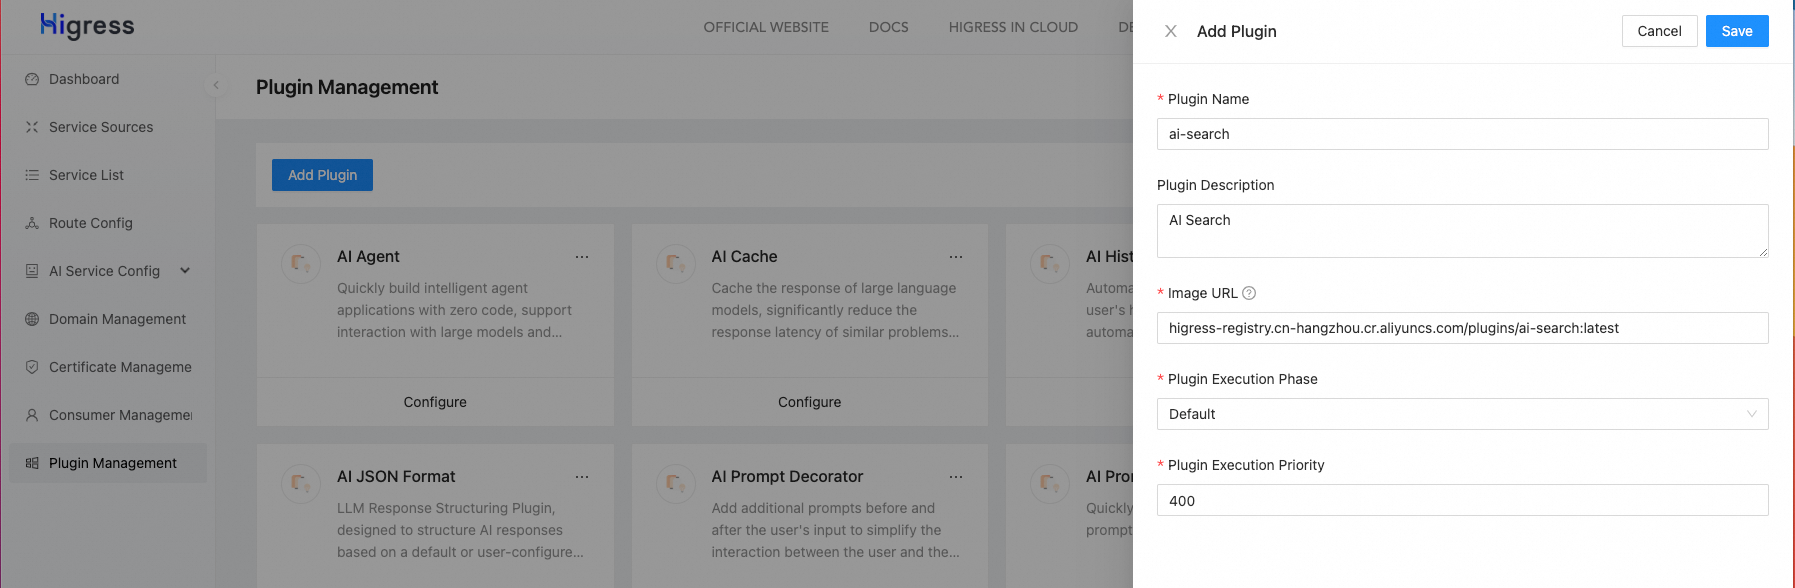 Higress
OFFICIAL WEBSITE
DOCS
HIGRESS IN CLOUD
Dashboard
Service Sources
Service List
Route Config
AI Service Config
Domain Management
Certificate Manageme
Consumer Manageme
Plugin Management
Plugin Management
Add Plugin
AI Agent
...
Quickly build intelligent agent
applications with zero code, support
interaction with large models and...
Configure
AI Cache
...
Cache the response of large language
models, significantly reduce the
response latency of similar problems...
Configure
AI Hist
Automa
user's h
automa
AI JSON Format
...
LLM Response Structuring Plugin,
designed to structure AI responses
based on a default or user-configure...
AI Prompt Decorator
...
Add additional prompts before and
after the user's input to simplify the
interaction between the user and the...
AI Pro
Quickly
prompt
Add Plugin
Cancel
Save
* Plugin Name
ai-search
Plugin Description
AI Search
* Image URL ?
higress-registry.cn-hangzhou.cr.aliyuncs.com/plugins/ai-search:latest
* Plugin Execution Phase
Default
* Plugin Execution Priority
400